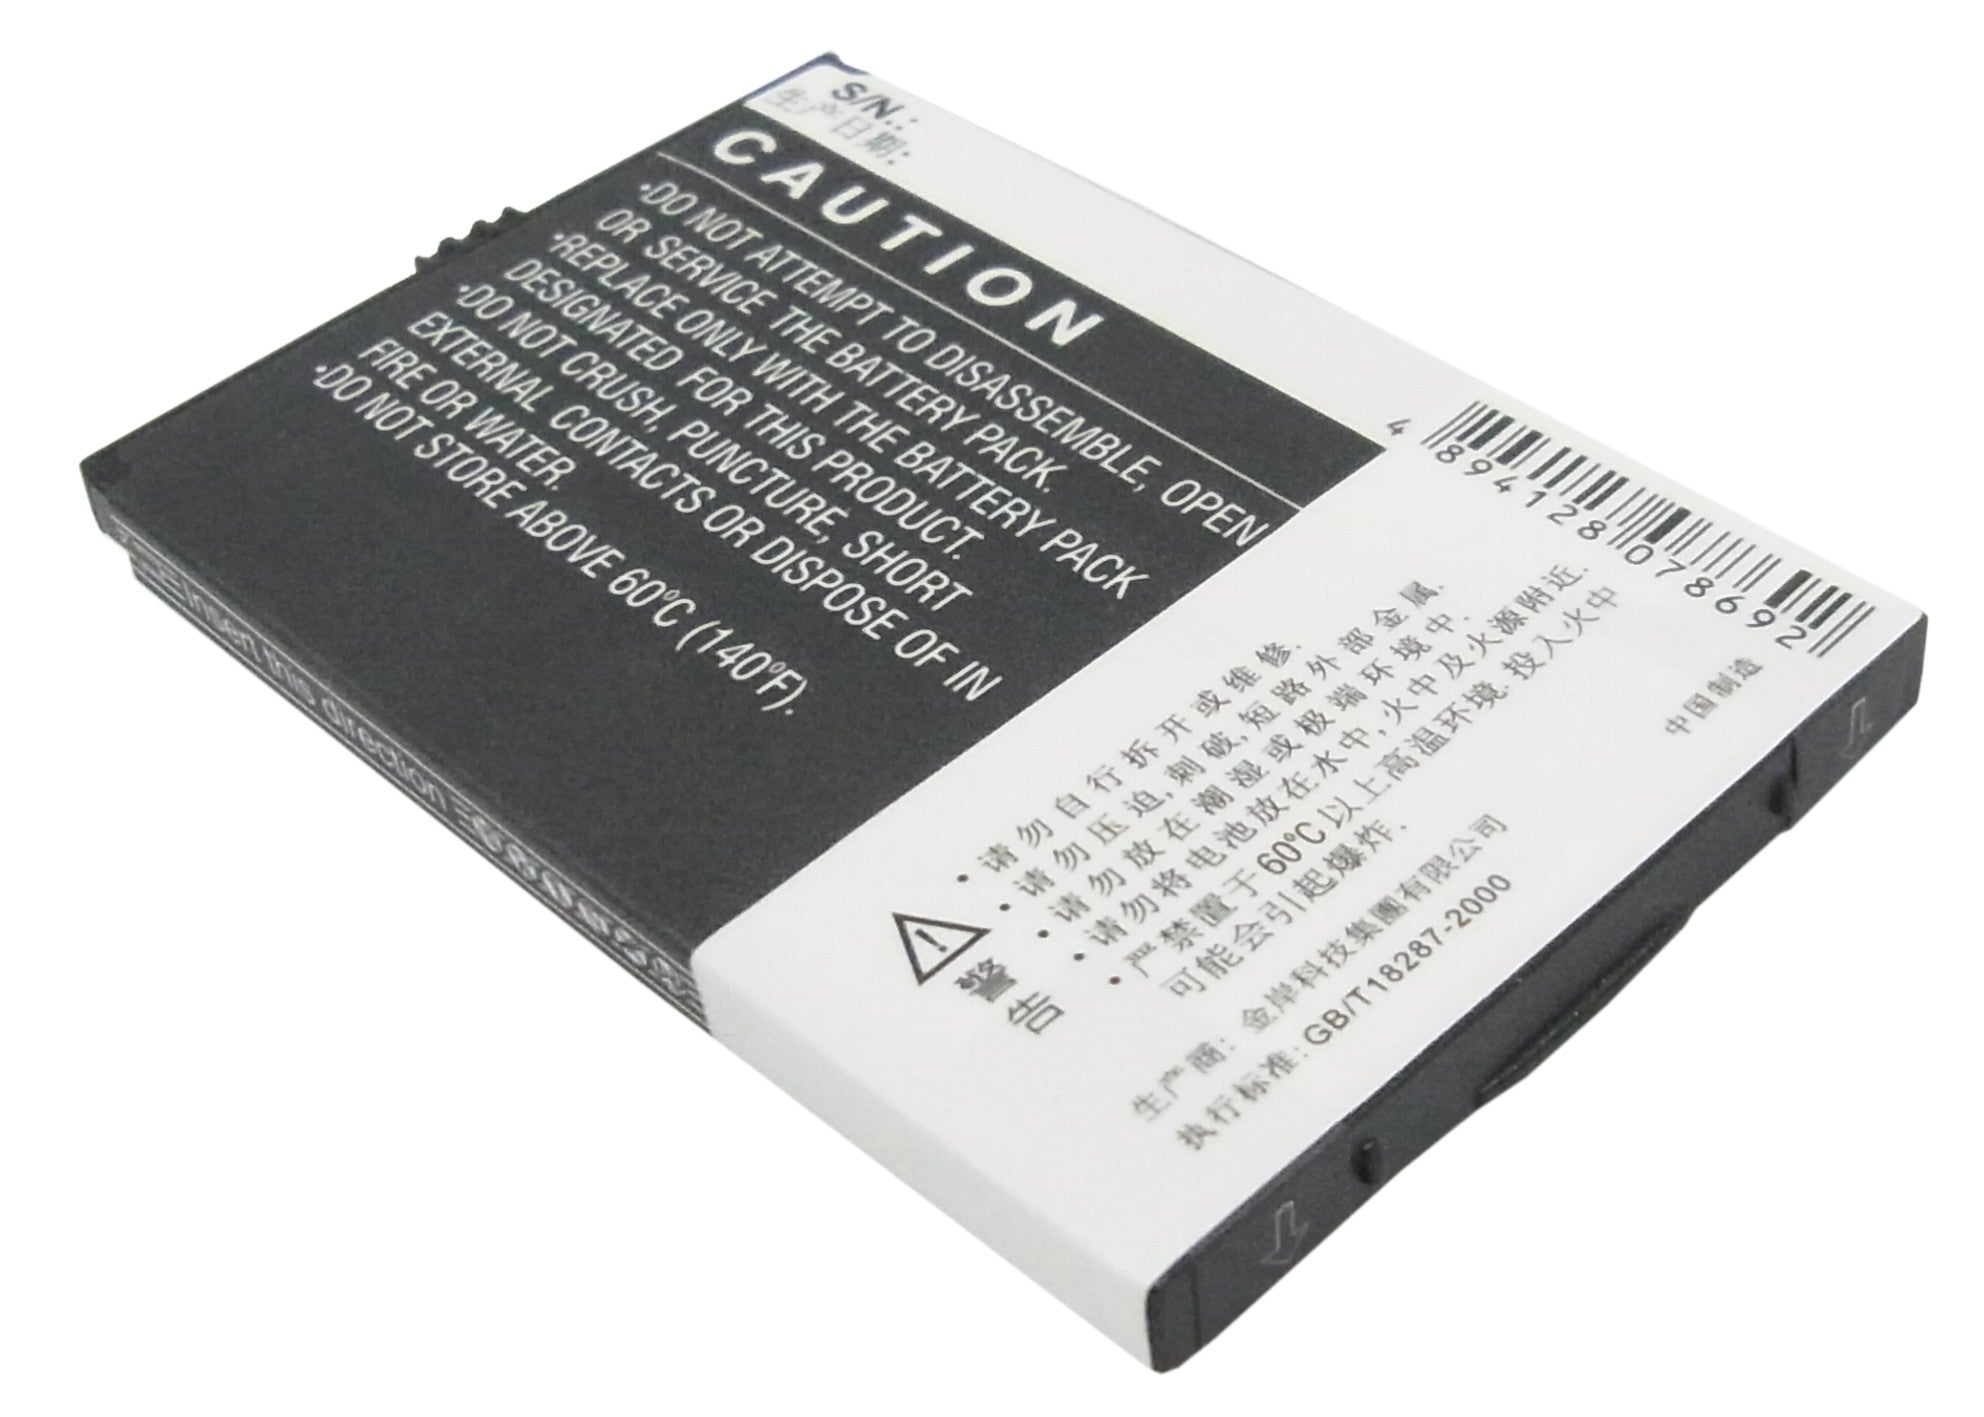 S/N.:
生产日期:
CAUTION
·DO NOT ATTEMPT TO DISASSEMBLE, OPEN
OR SERVICE THE BATTERY PACK.
·REPLACE ONLY WITH THE BATTERY PACK
DESIGNATED FOR THIS PRODUCT.
·DO NOT CRUSH, PUNCTURE, SHORT
EXTERNAL CONTACTS OR DISPOSE OF IN
FIRE OR WATER.
·DO NOT STORE ABOVE 60°C (140°F).
Insert this direction
4 894128 078692
警告
• 请勿自行拆开或维修.
• 请勿压迫,刺破,短路外部金属.
• 请勿放在潮湿或极端环境中.
• 请勿将电池放在水中,火中及火源附近.
• 严禁置于60°C以上高温环境.投入火中
可能会引起爆炸.
中国制造
生产商: 金岸科技集團有限公司
执行标准: GB/T18287-2000